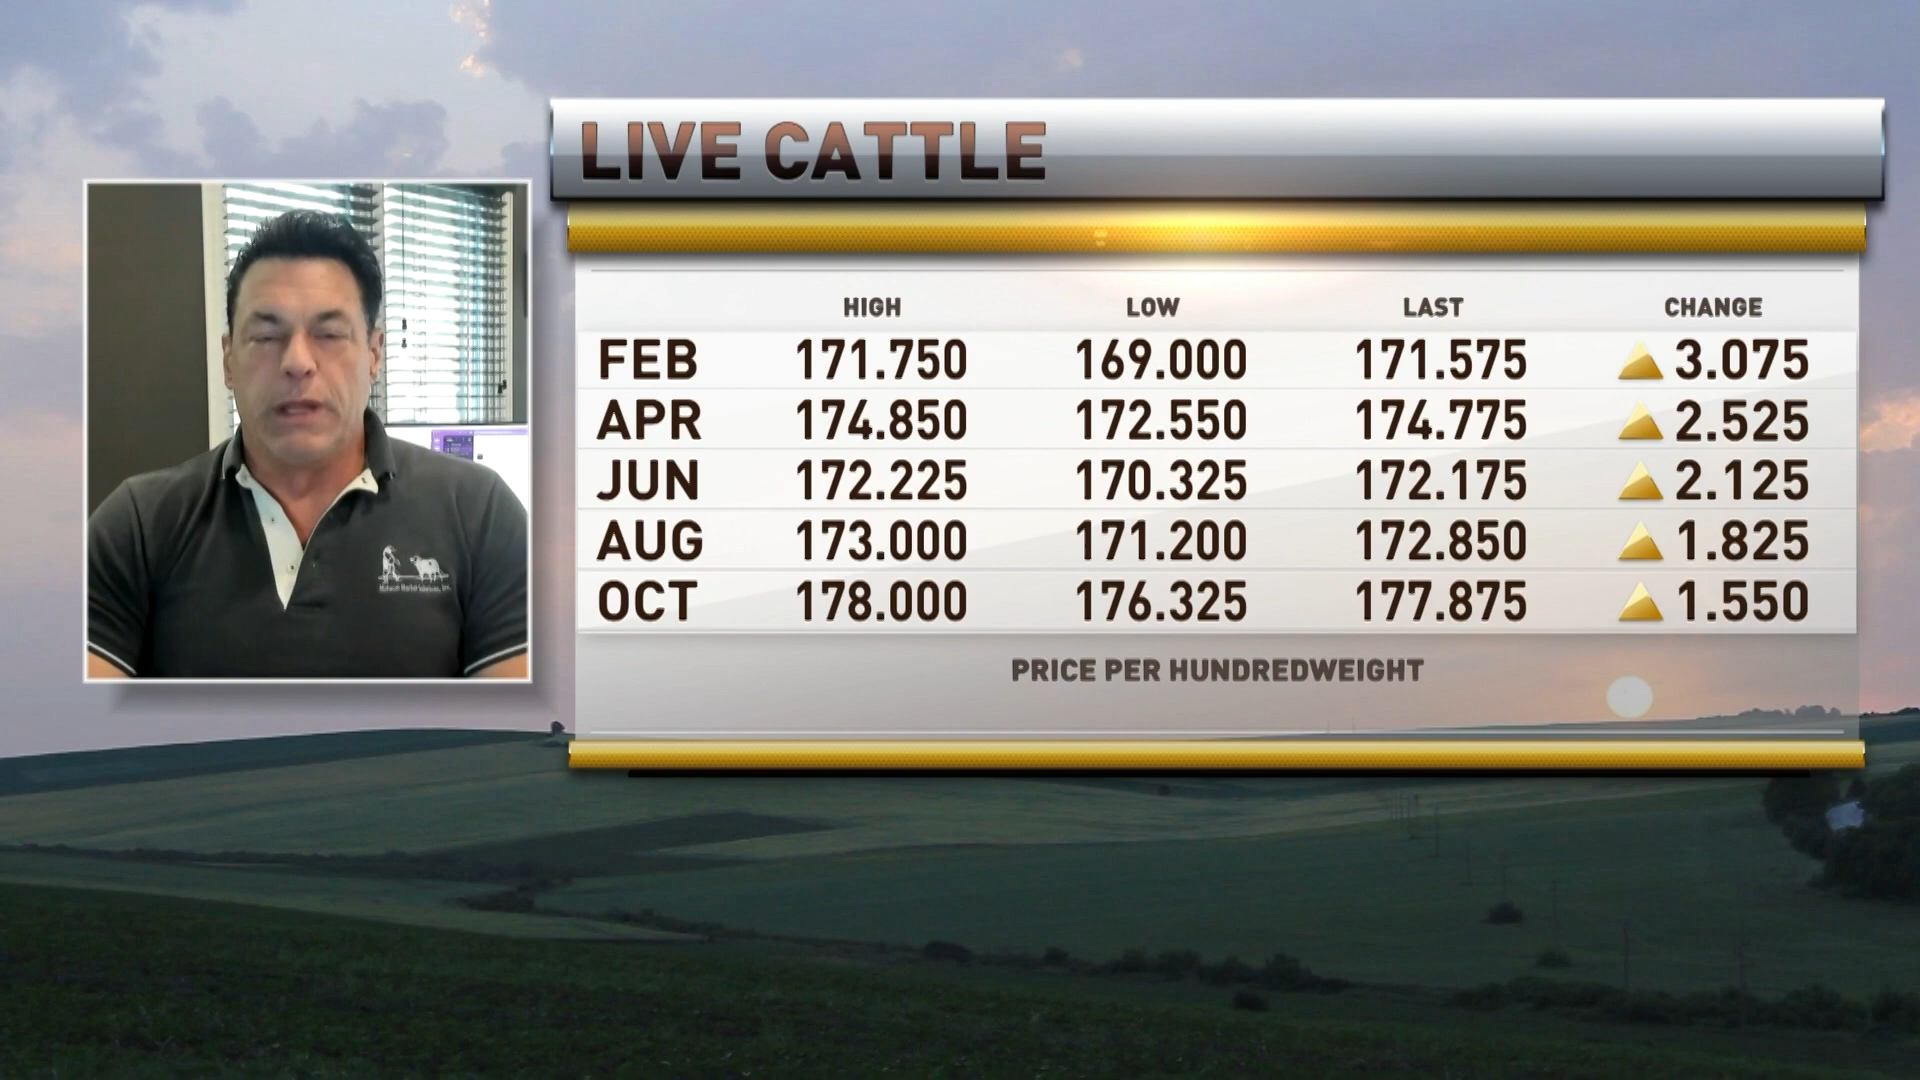 LIVE CATTLE
HIGH LOW LAST CHANGE
FEB 171.750 169.000 171.575 3.075
APR 174.850 172.550 174.775 2.525
JUN 172.225 170.325 172.175 2.125
AUG 173.000 171.200 172.850 1.825
OCT 178.000 176.325 177.875 1.550
PRICE PER HUNDREDWEIGHT